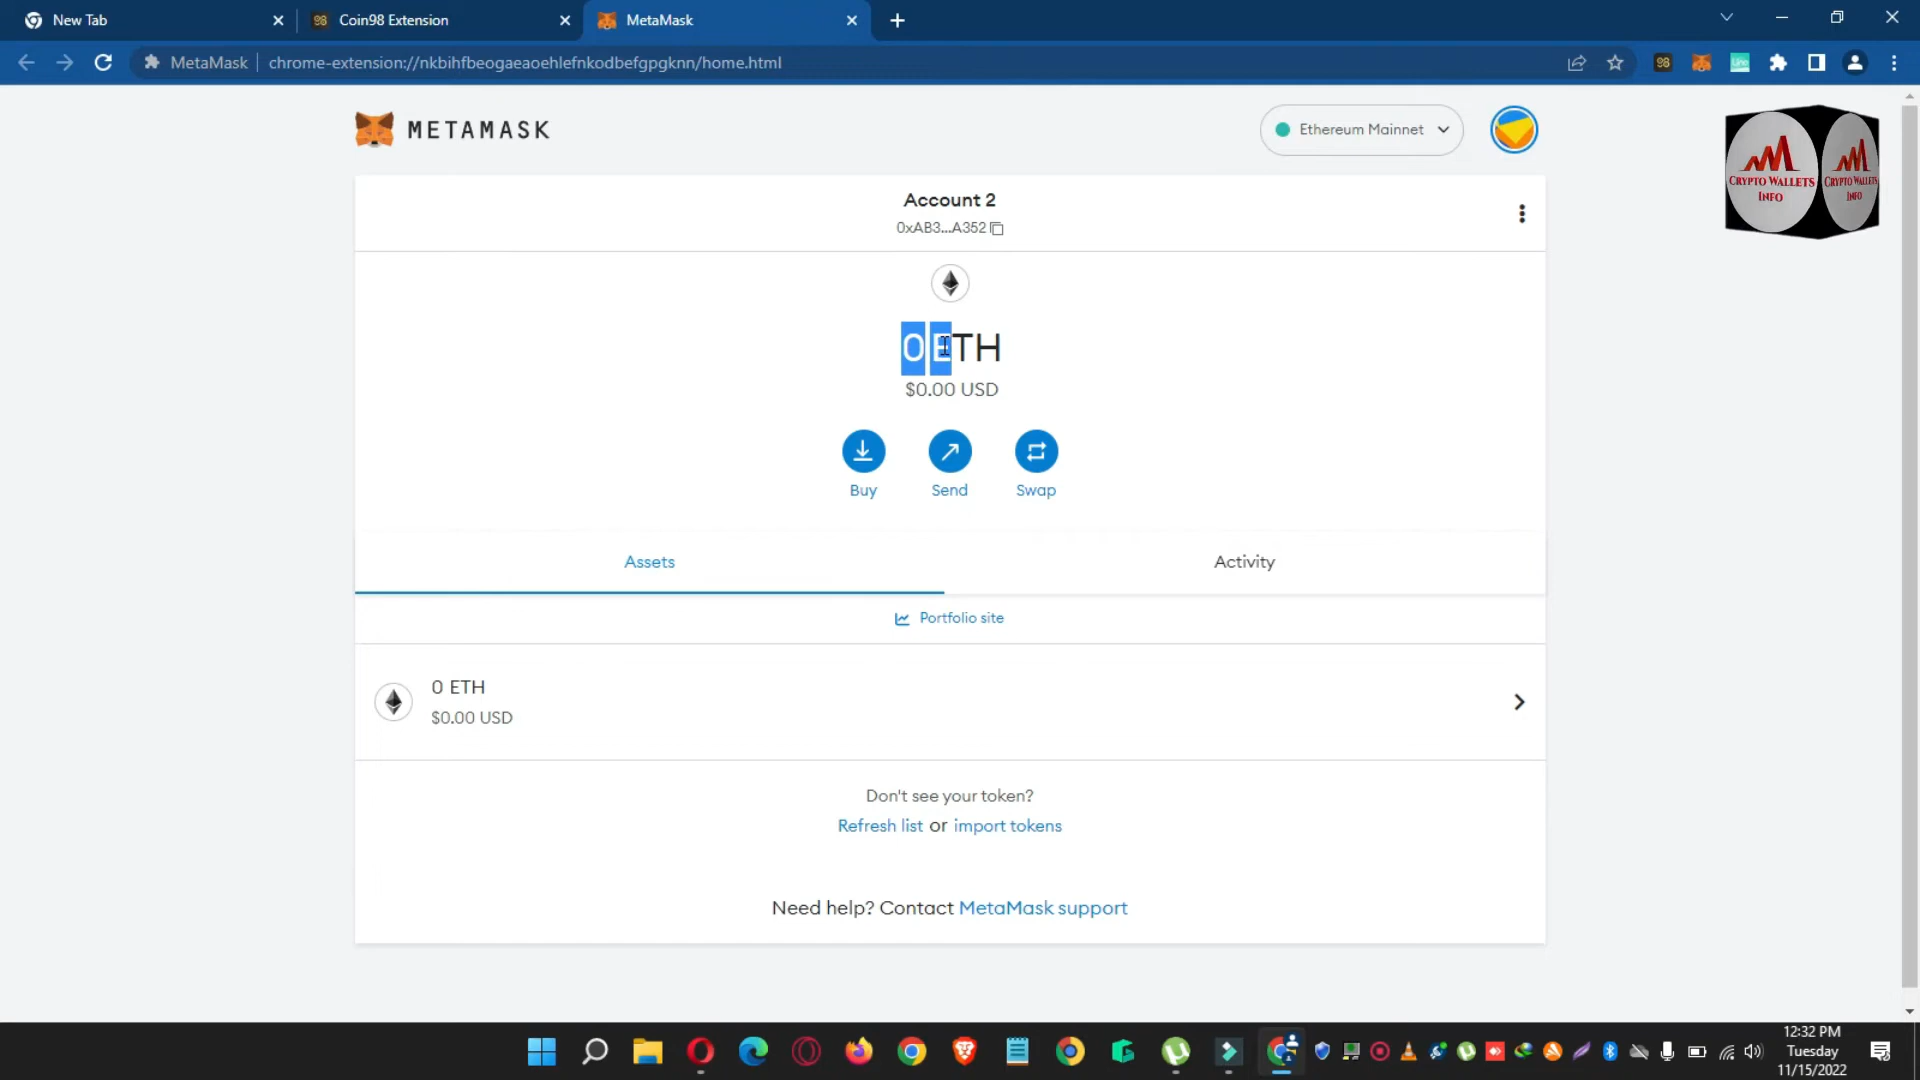 New Tab
Coin98 Extension
MetaMask
MetaMask
chrome-extension://nkbihfbeogaeaoehlefnkodbefgpgknn/home.html
98
METAMASK
Ethereum Mainnet
CRYPTO WALLETS INFO
CRYPTO WALLETS INFO
Account 2
0xAB3...A352
0 ETH
$0.00 USD
Buy
Send
Swap
Assets
Activity
Portfolio site
0 ETH
$0.00 USD
Don't see your token?
Refresh list or import tokens
Need help? Contact MetaMask support
12:32 PM
Tuesday
11/15/2022